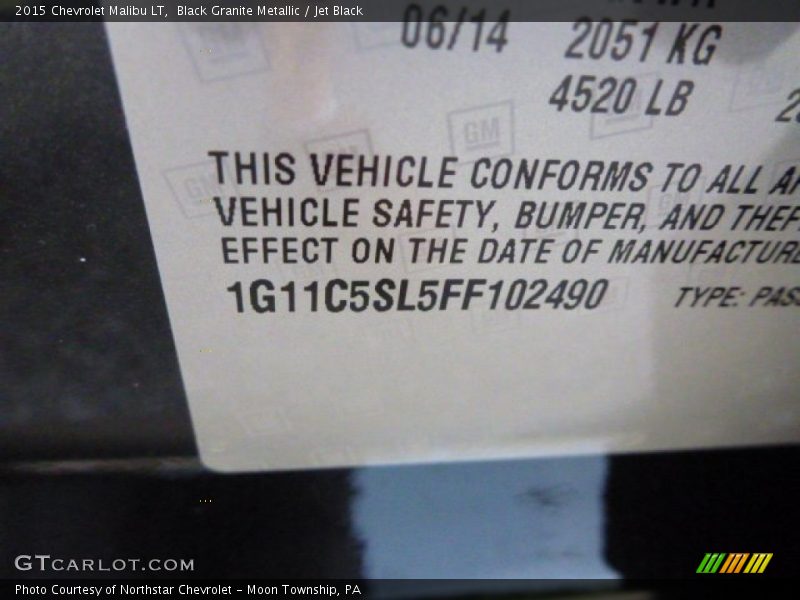 2015 Chevrolet Malibu LT, Black Granite Metallic / Jet Black
06/14 2051 KG
4520 LB
GM
THIS VEHICLE CONFORMS TO ALL
VEHICLE SAFETY, BUMPER, AND
EFFECT ON THE DATE OF
1G11C5SL5FF102490 TYPE:
GTCARLOT.COM
Photo Courtesy of Northstar Chevrolet - Moon Township, PA